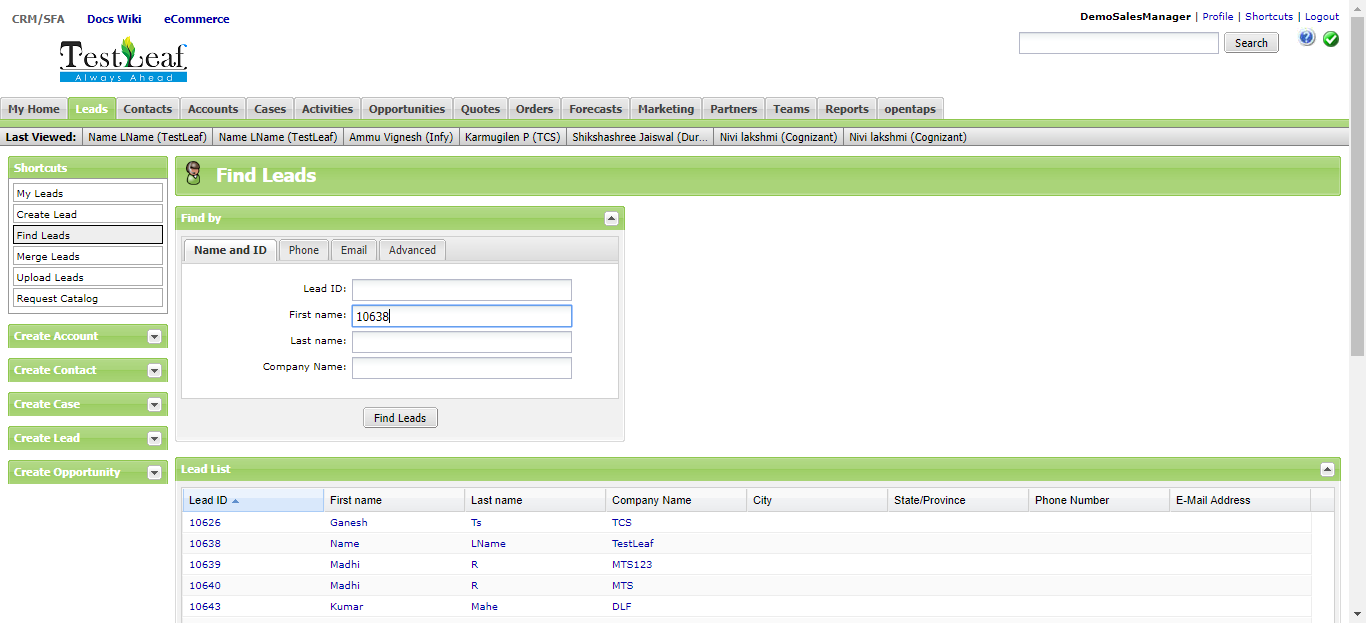 CRM/SFA Docs Wiki eCommerce
DemoSalesManager | Profile | Shortcuts | Logout
TestLeaf
Always Ahead
Search
?
My Home Leads Contacts Accounts Cases Activities Opportunities Quotes Orders Forecasts Marketing Partners Teams Reports opentaps
Last Viewed: Name LName (TestLeaf) Name LName (TestLeaf) Ammu Vignesh (Infy) Karmugilen P (TCS) Shikshashree Jaiswal (Dur... Nivi lakshmi (Cognizant) Nivi lakshmi (Cognizant)
Shortcuts
My Leads
Create Lead
Find Leads
Merge Leads
Upload Leads
Request Catalog
Create Account
Create Contact
Create Case
Create Lead
Create Opportunity
Find Leads
Find by
Name and ID Phone Email Advanced
Lead ID:
First name: 10638
Last name:
Company Name:
Find Leads
Lead List
Lead ID First name Last name Company Name City State/Province Phone Number E-Mail Address
10626 Ganesh Ts TCS
10638 Name LName TestLeaf
10639 Madhi R MTS123
10640 Madhi R MTS
10643 Kumar Mahe DLF